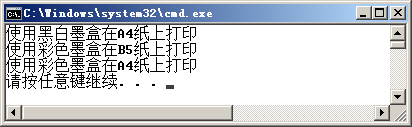 C:\Windows\system32\cmd.exe
使用黑白墨盒在A4纸上打印
使用彩色墨盒在B5纸上打印
使用彩色墨盒在A4纸上打印
请按任意键继续. . .